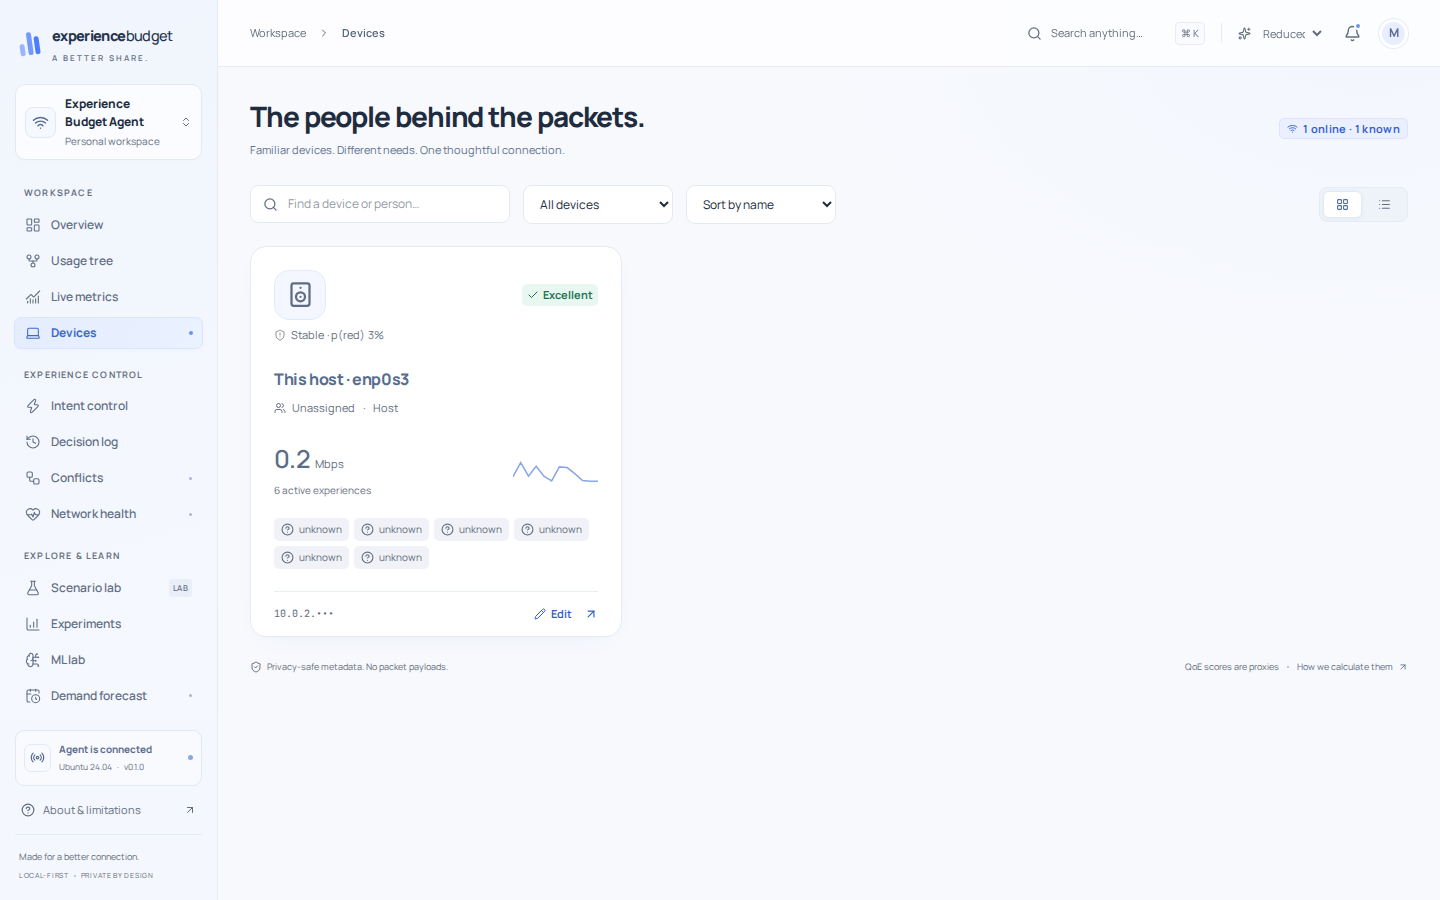 experiencebudget
A BETTER SHARE.
Experience
Budget Agent
Personal workspace
WORKSPACE
Overview
Usage tree
Live metrics
Devices
EXPERIENCE CONTROL
Intent control
Decision log
Conflicts
Network health
EXPLORE & LEARN
Scenario lab LAB
Experiments
ML lab
Demand forecast
Agent is connected
Ubuntu 24.04 · v0.1.0
About & limitations
Made for a better connection.
LOCAL-FIRST • PRIVATE BY DESIGN
Workspace > Devices
Search anything... ⌘ K
Reduced
M
The people behind the packets.
Familiar devices. Different needs. One thoughtful connection.
1 online · 1 known
Find a device or person...
All devices
Sort by name
Excellent
Stable · p(red) 3%
This host · enp0s3
Unassigned · Host
0.2 Mbps
6 active experiences
unknown unknown unknown unknown
unknown unknown
10.0.2.•••
Edit
Privacy-safe metadata. No packet payloads.
QoE scores are proxies · How we calculate them